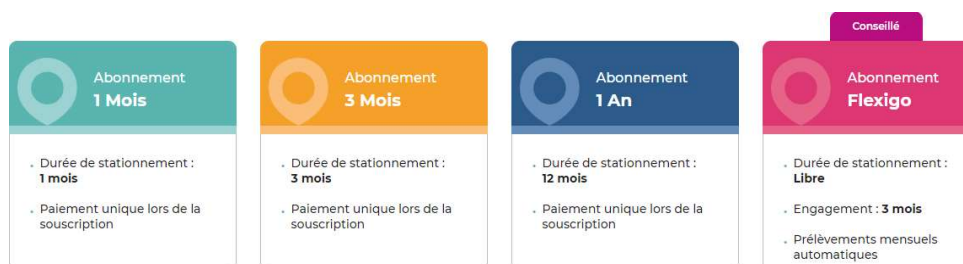 Conseillé
Abonnement
1 Mois
Durée de stationnement :
1 mois
Paiement unique lors de la
souscription
Abonnement
3 Mois
Durée de stationnement :
3 mois
Paiement unique lors de la
souscription
Abonnement
1 An
Durée de stationnement :
12 mois
Paiement unique lors de la
souscription
Abonnement
Flexigo
Durée de stationnement :
Libre
Engagement : 3 mois
Prélèvements mensuels
automatiques